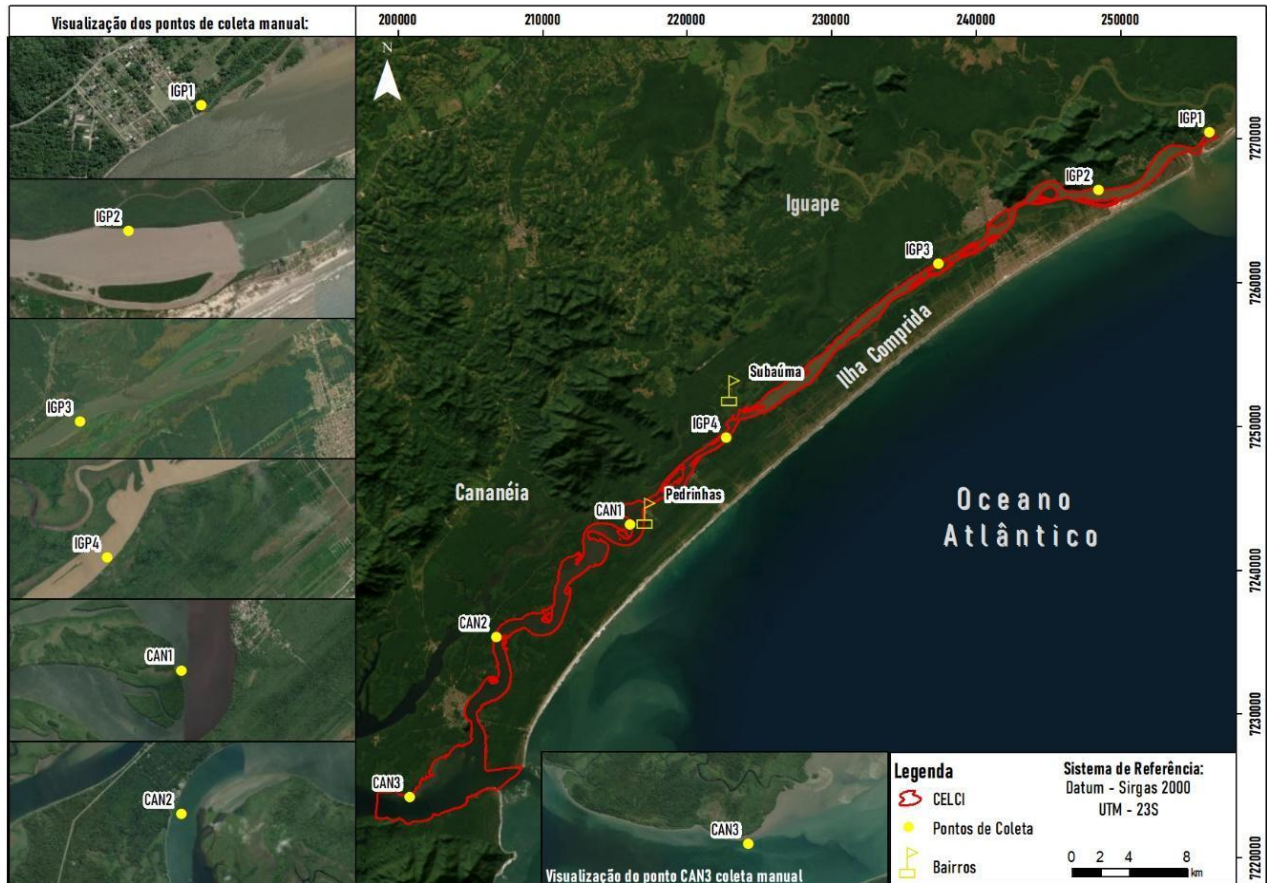 Visualização dos pontos de coleta manual:
200000 210000 220000 230000 240000 250000
IGP1
IGP2
IGP3
IGP4
CAN1
CAN2
N
IGP1
IGP2
Iguape
IGP3
Ilha Comprida
Subaúma
IGP4
Cananéia
Pedrinhas
CAN1
CAN2
CAN3
Oceano
Atlântico
7270000
7260000
7250000
7240000
7230000
7220000
CAN3
Visualização do ponto CAN3 coleta manual
Legenda
CELCI
Pontos de Coleta
Bairros
Sistema de Referência:
Datum - Sirgas 2000
UTM - 23S
0 2 4 8
km